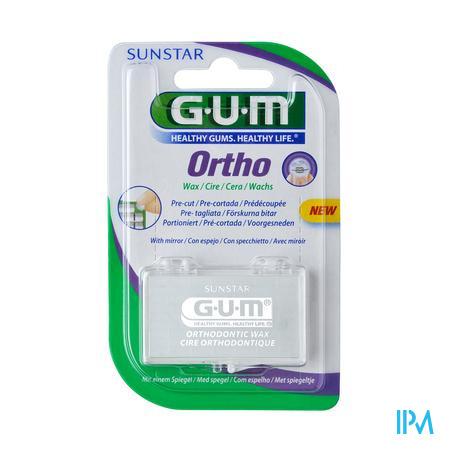 SUNSTAR
G·U·M
HEALTHY GUMS. HEALTHY LIFE.®
Ortho
Wax / Cire / Cera / Wachs
Pre-cut / Pre-cortada / Prédécoupée
Pre- tagliata / Förskurna bitar
Portioniert / Pré-cortada / Voorgesneden
NEW
With mirror / Con espejo / Con specchietto / Avec miroir
SUNSTAR
G·U·M®
HEALTHY GUMS. HEALTHY LIFE.
ORTHODONTIC WAX
CIRE ORTHODONTIQUE
Mit einem Spiegel / Med spegel / Com espelho / Met spiegeltje
IPM